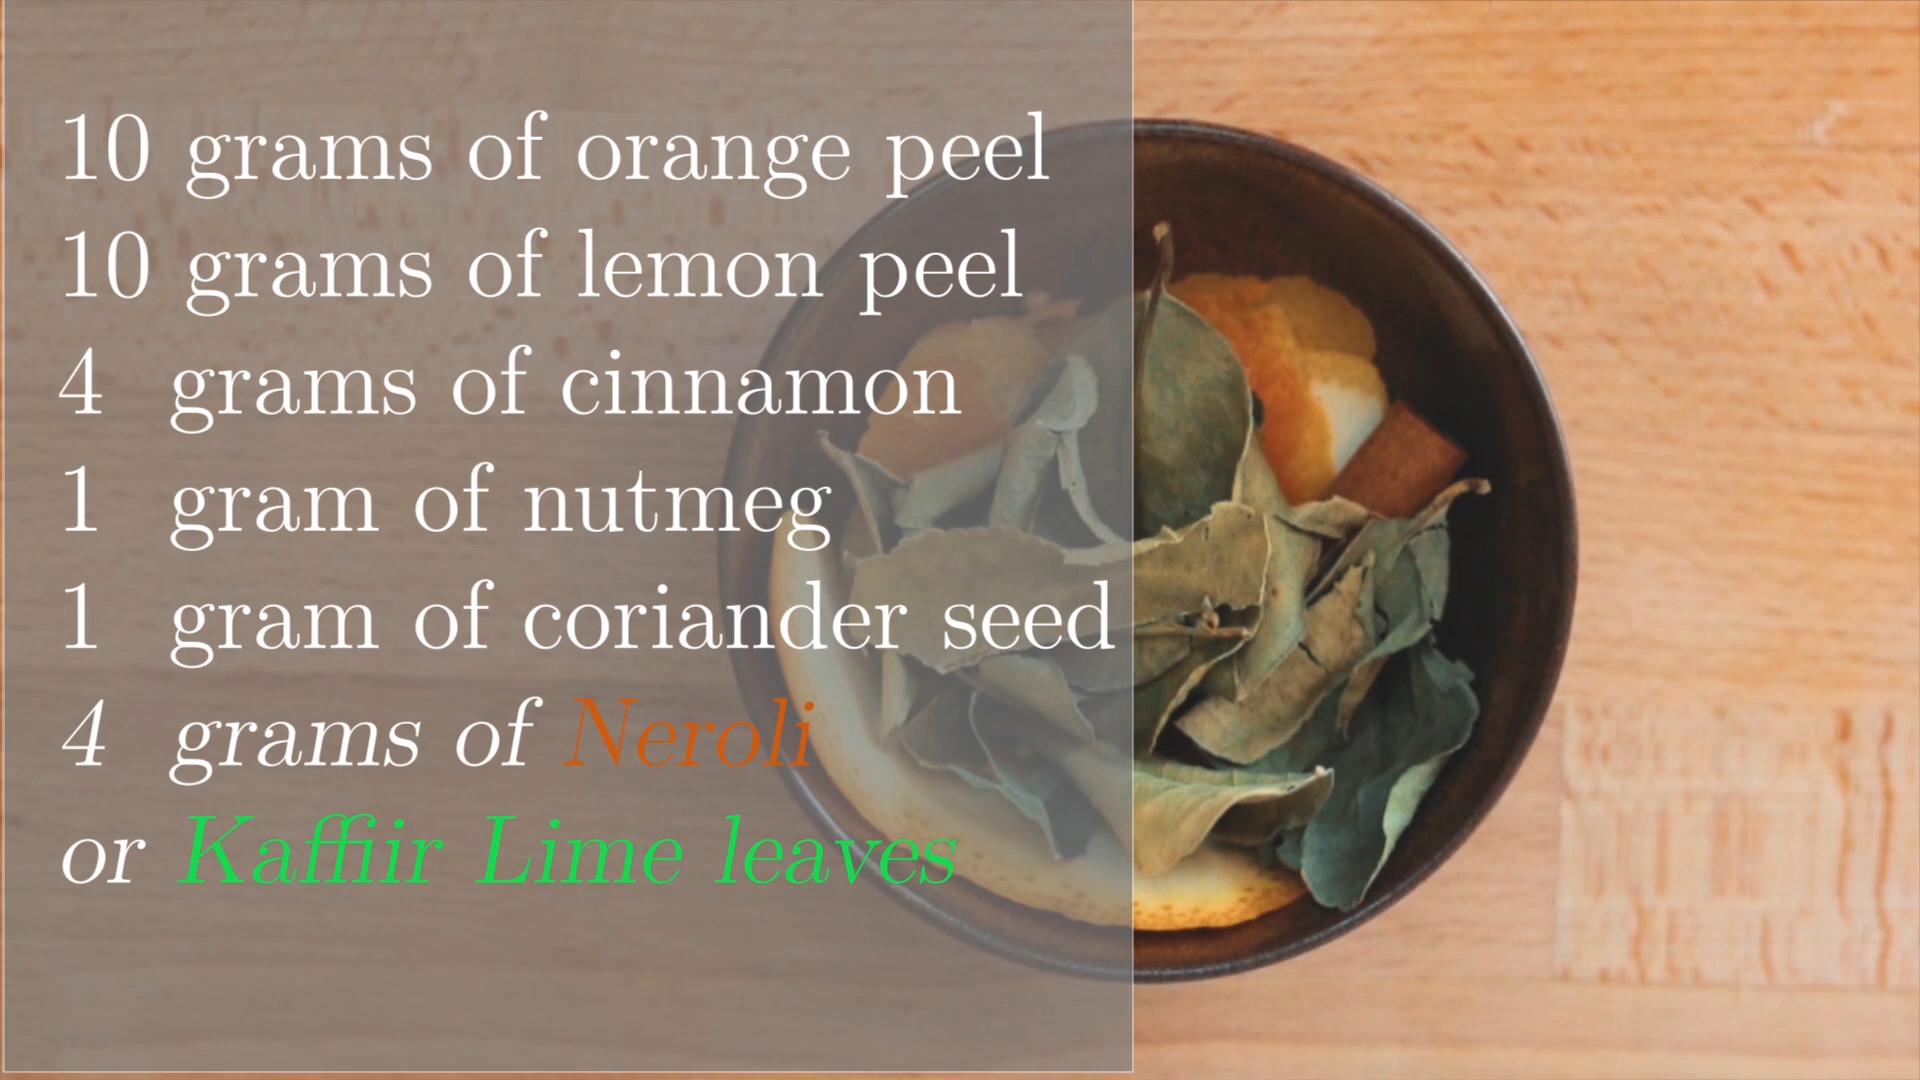 10 grams of orange peel
10 grams of lemon peel
4 grams of cinnamon
1 gram of nutmeg
1 gram of coriander seed
4 grams of Neroli
or Kaffiir Lime leaves